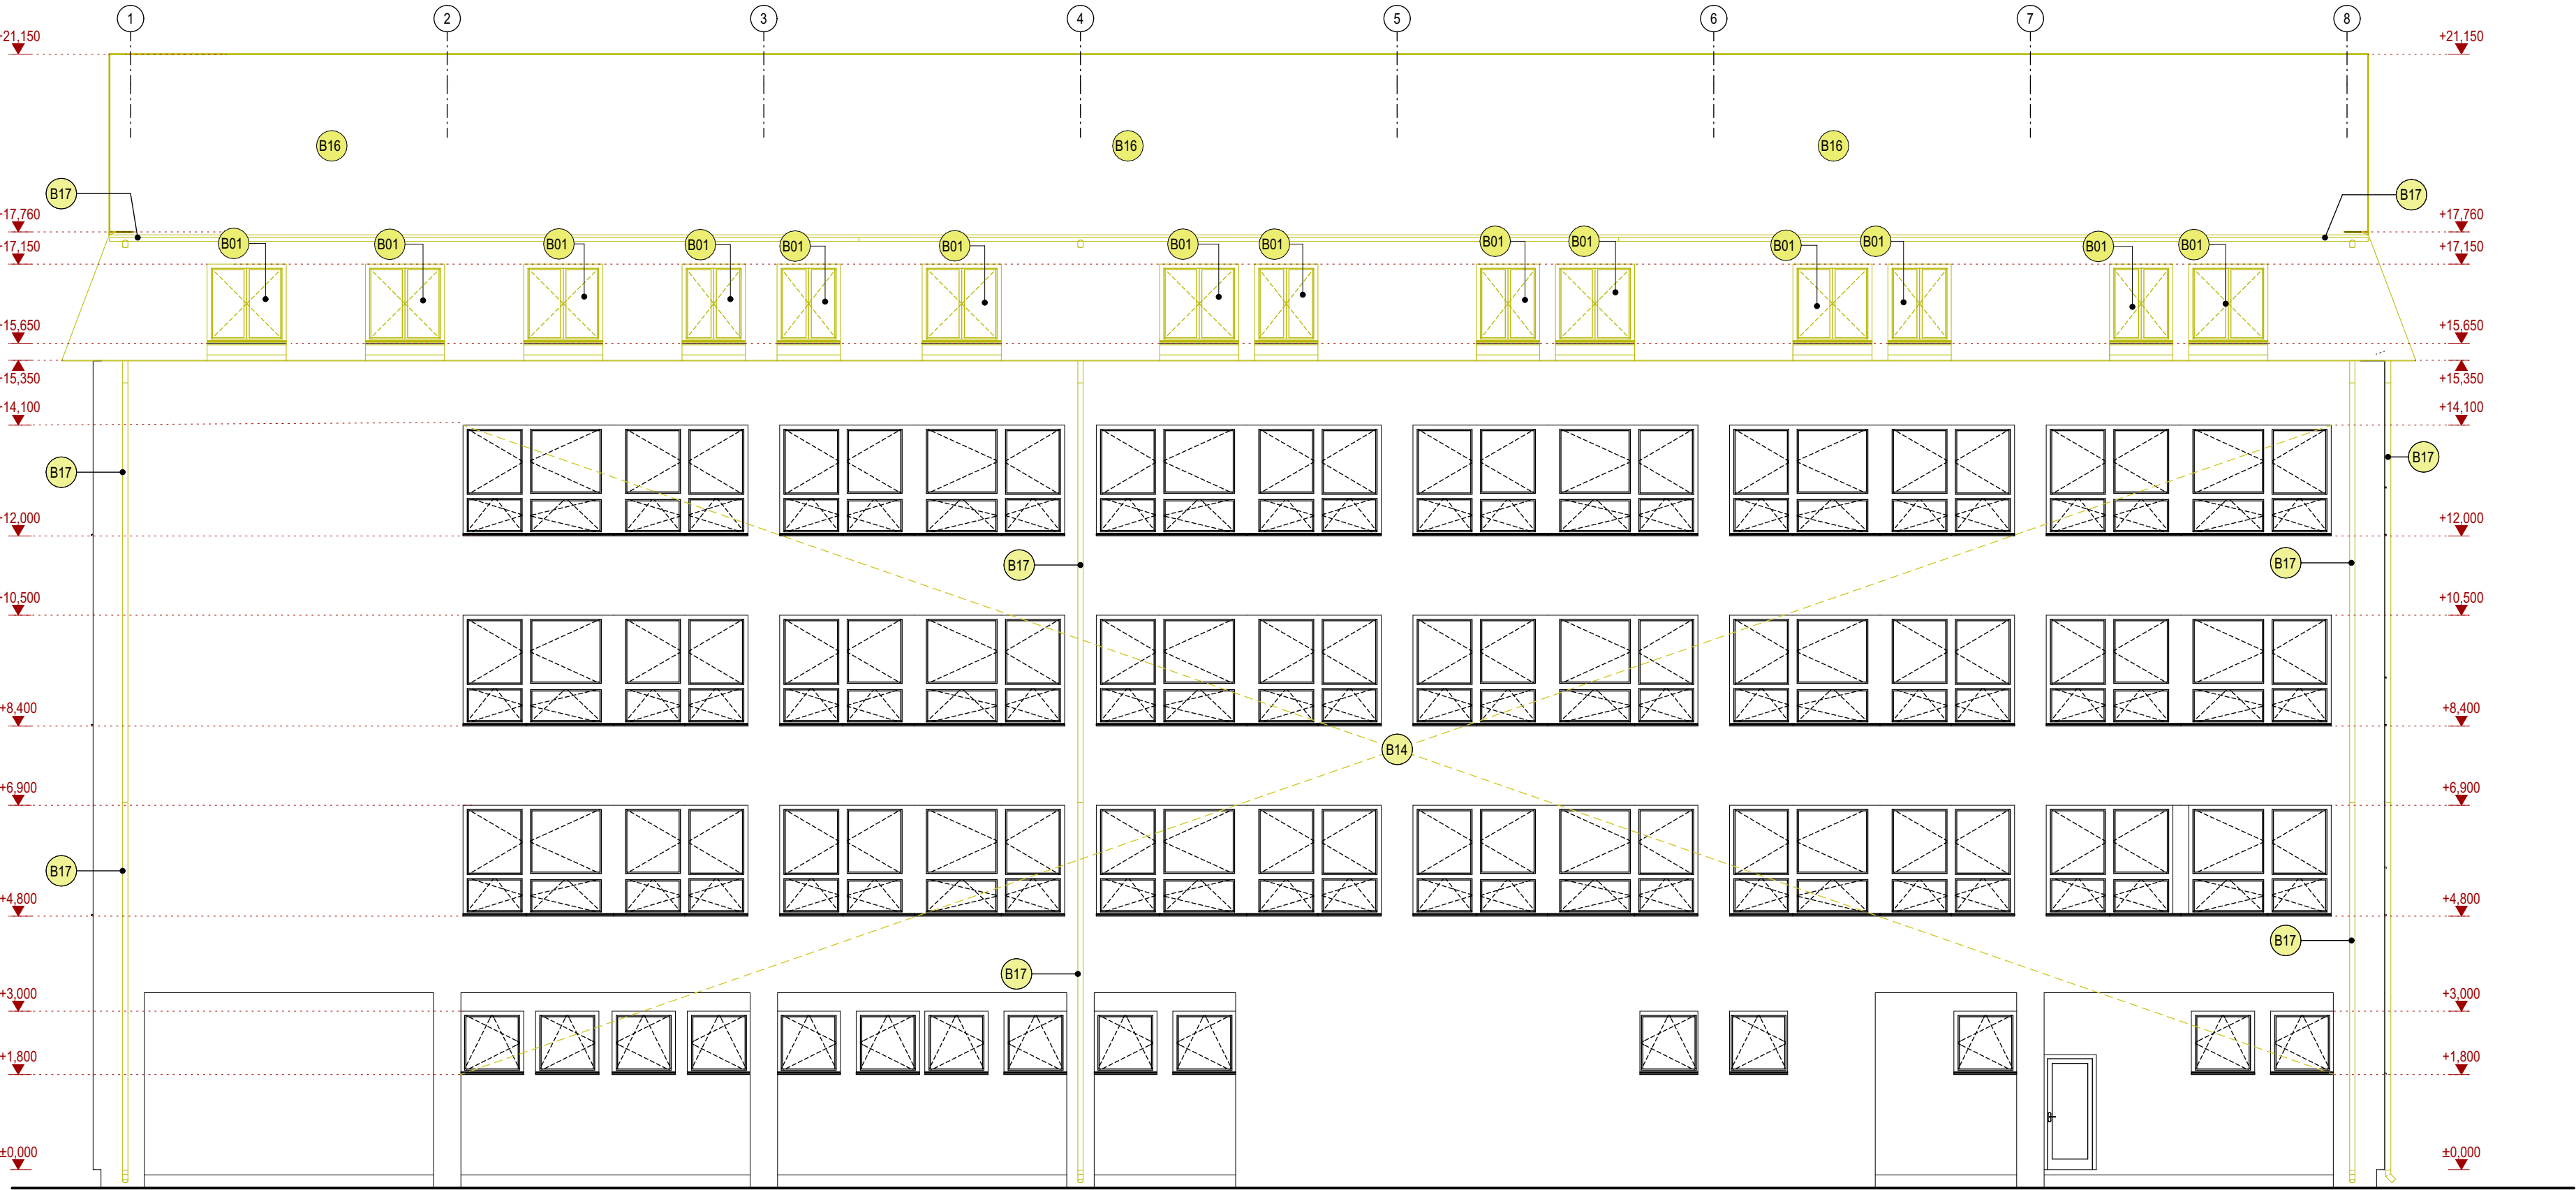 1 2 3 4 5 6 7 8
+21,150 +21,150
B16 B16 B16
B17 B17
+17,760 +17,760
B01 B01 B01 B01 B01 B01 B01 B01 B01 B01 B01 B01 B01 B01
+17,150 +17,150
+15,650 +15,650
+15,350 +15,350
+14,100 +14,100
B17 B17
+12,000 +12,000
B17 B17
+10,500 +10,500
+8,400 +8,400
B14
+6,900 +6,900
B17
+4,800 +4,800
B17
B17
+3,000 +3,000
+1,800 +1,800
±0,000 ±0,000